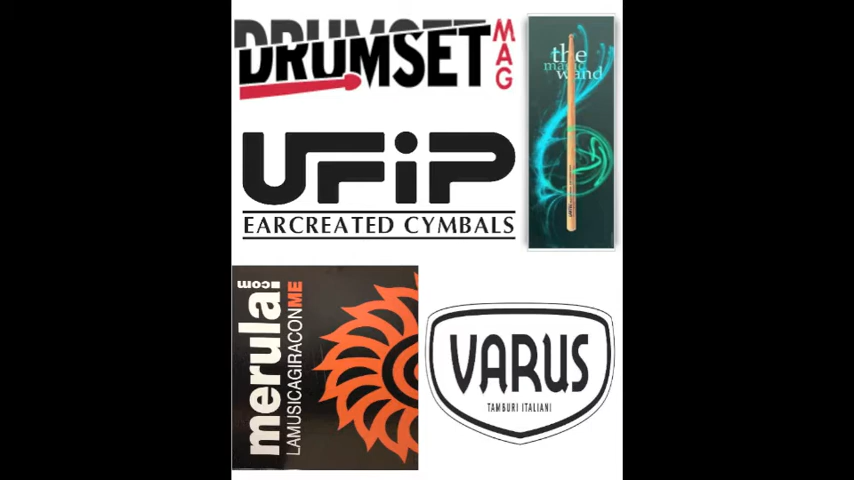 DRUMSET
MAG
the
magic
wand
UFiP
EARCREATED CYMBALS
merula.com
LAMUSICAGIRACONME
VARUS
TAMBURI ITALIANI